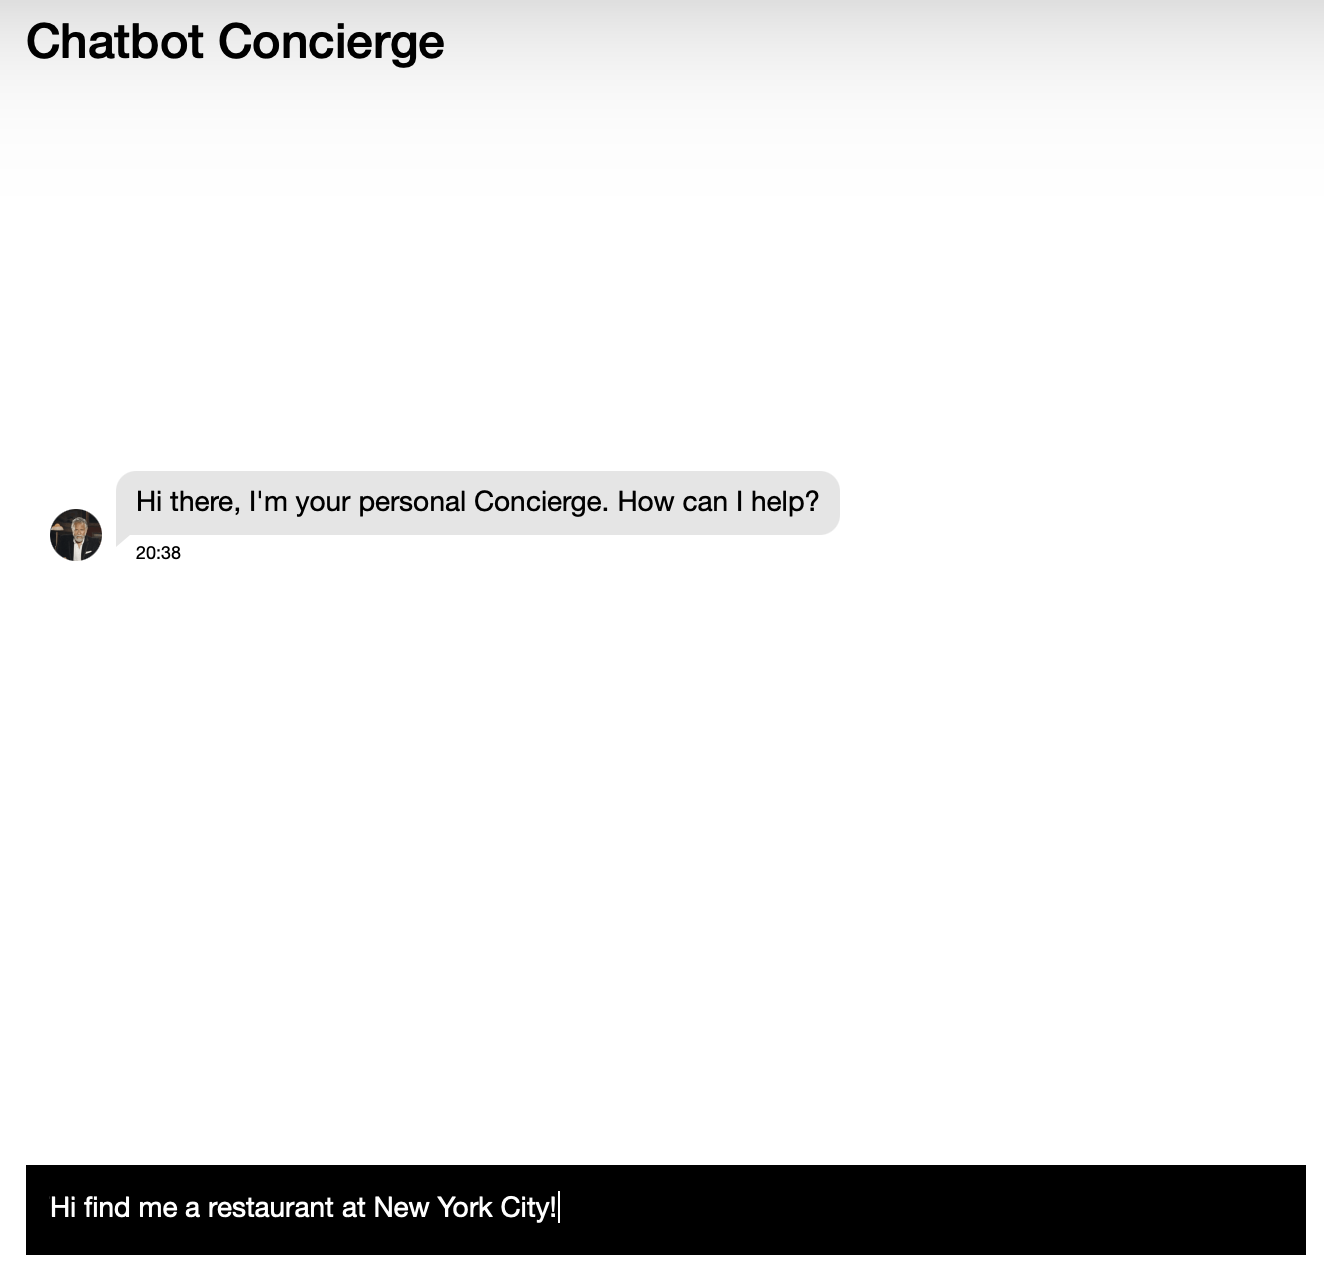 Chatbot Concierge
Hi there, I'm your personal Concierge. How can I help?
20:38
Hi find me a restaurant at New York City!